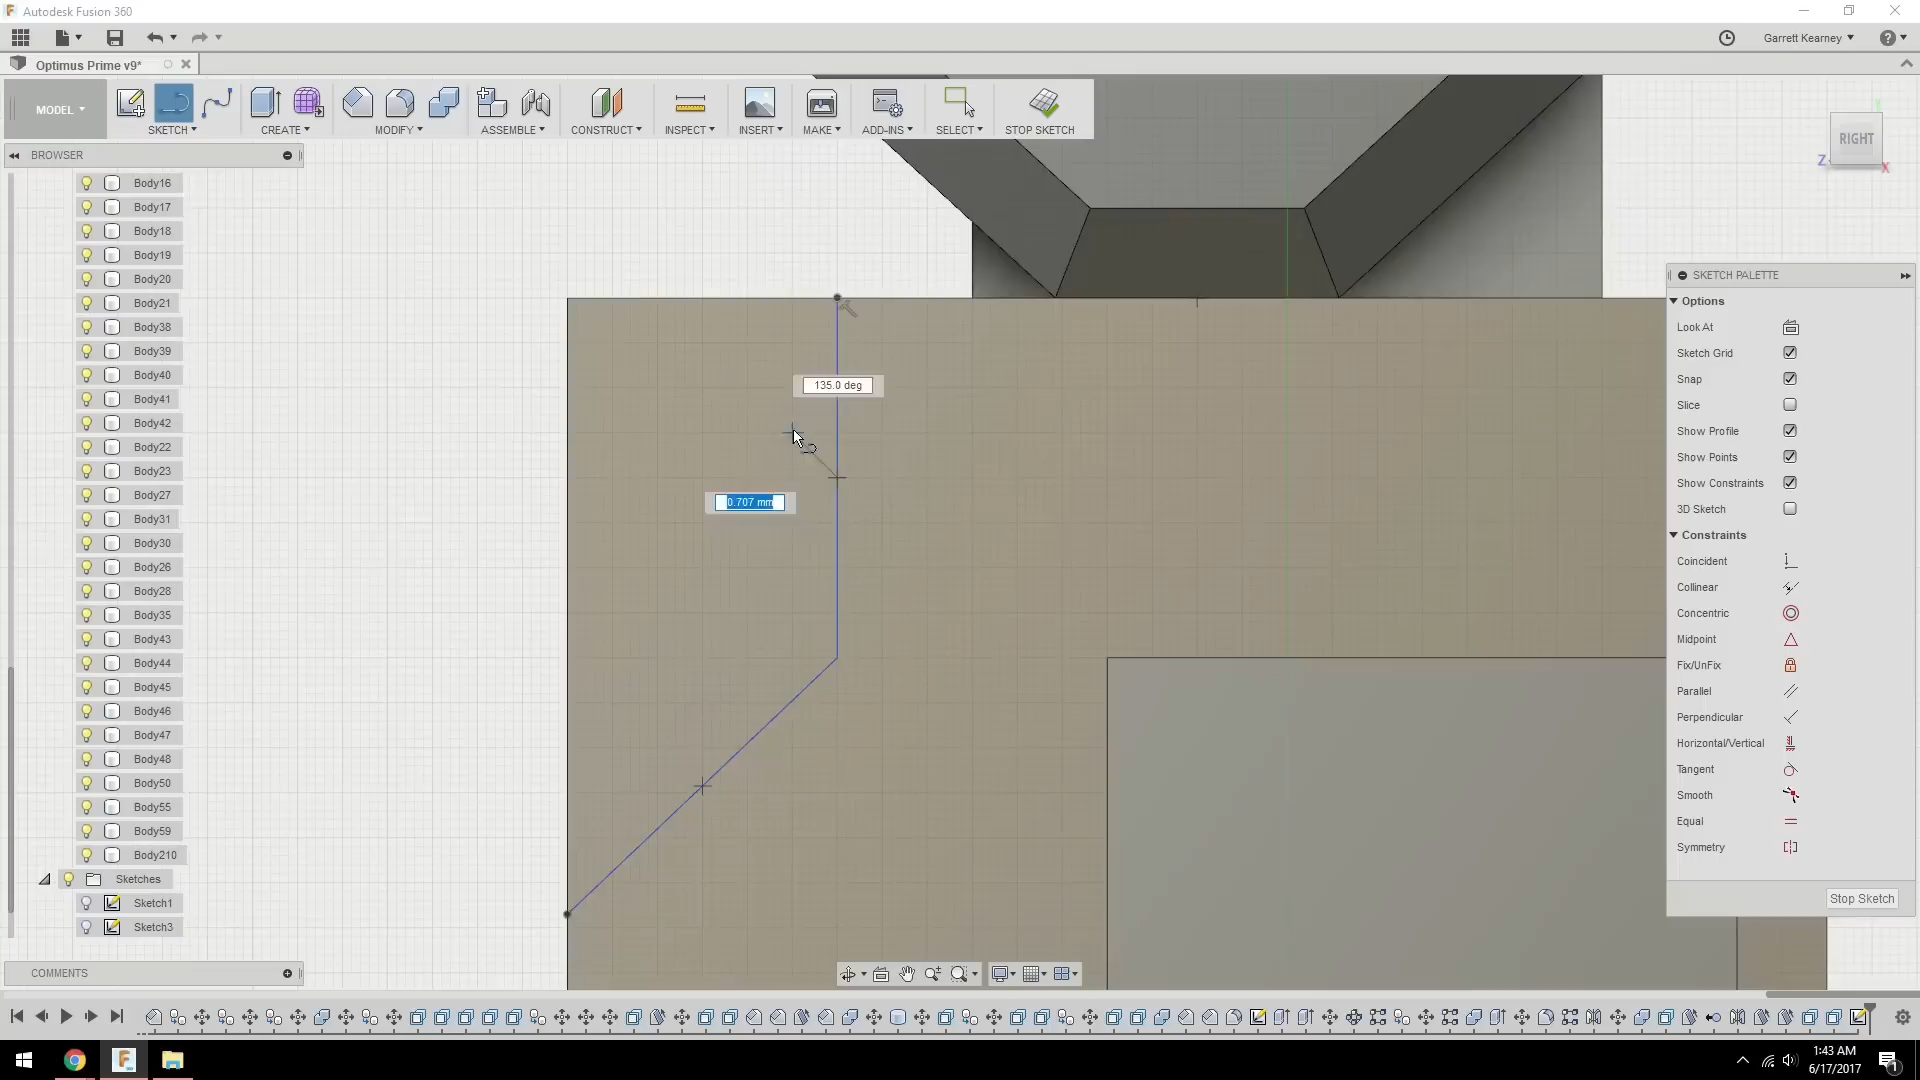 Autodesk Fusion 360
Garrett Kearney
Optimus Prime v9*
MODEL
SKETCH
CREATE
MODIFY
ASSEMBLE
CONSTRUCT
INSPECT
INSERT
MAKE
ADD-INS
SELECT
STOP SKETCH
RIGHT
Z
X
BROWSER
Body16
Body17
Body18
Body19
Body20
Body21
Body38
Body39
Body40
Body41
Body42
Body22
Body23
Body27
Body31
Body30
Body26
Body28
Body35
Body43
Body44
Body45
Body46
Body47
Body48
Body50
Body55
Body59
Body210
Sketches
Sketch1
Sketch3
135.0 deg
0.707 mm
SKETCH PALETTE
Options
Look At
Sketch Grid
Snap
Slice
Show Profile
Show Points
Show Constraints
3D Sketch
Constraints
Coincident
Collinear
Concentric
Midpoint
Fix/UnFix
Parallel
Perpendicular
Horizontal/Vertical
Tangent
Smooth
Equal
Symmetry
Stop Sketch
COMMENTS
1:43 AM
6/17/2017
1